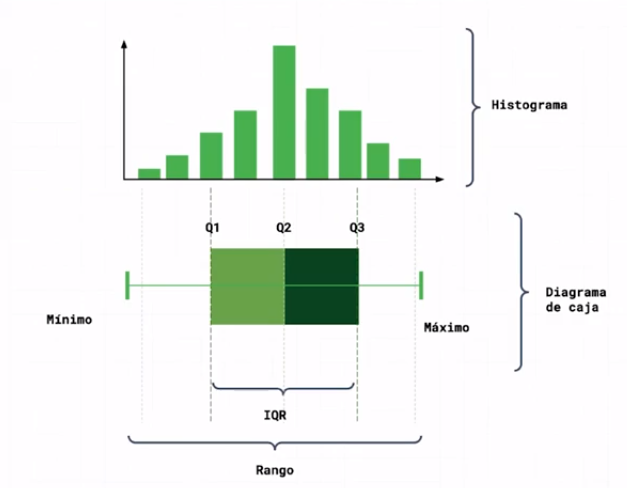 Histograma
Q1 Q2 Q3
Diagrama
de caja
Mínimo
Máximo
IQR
Rango